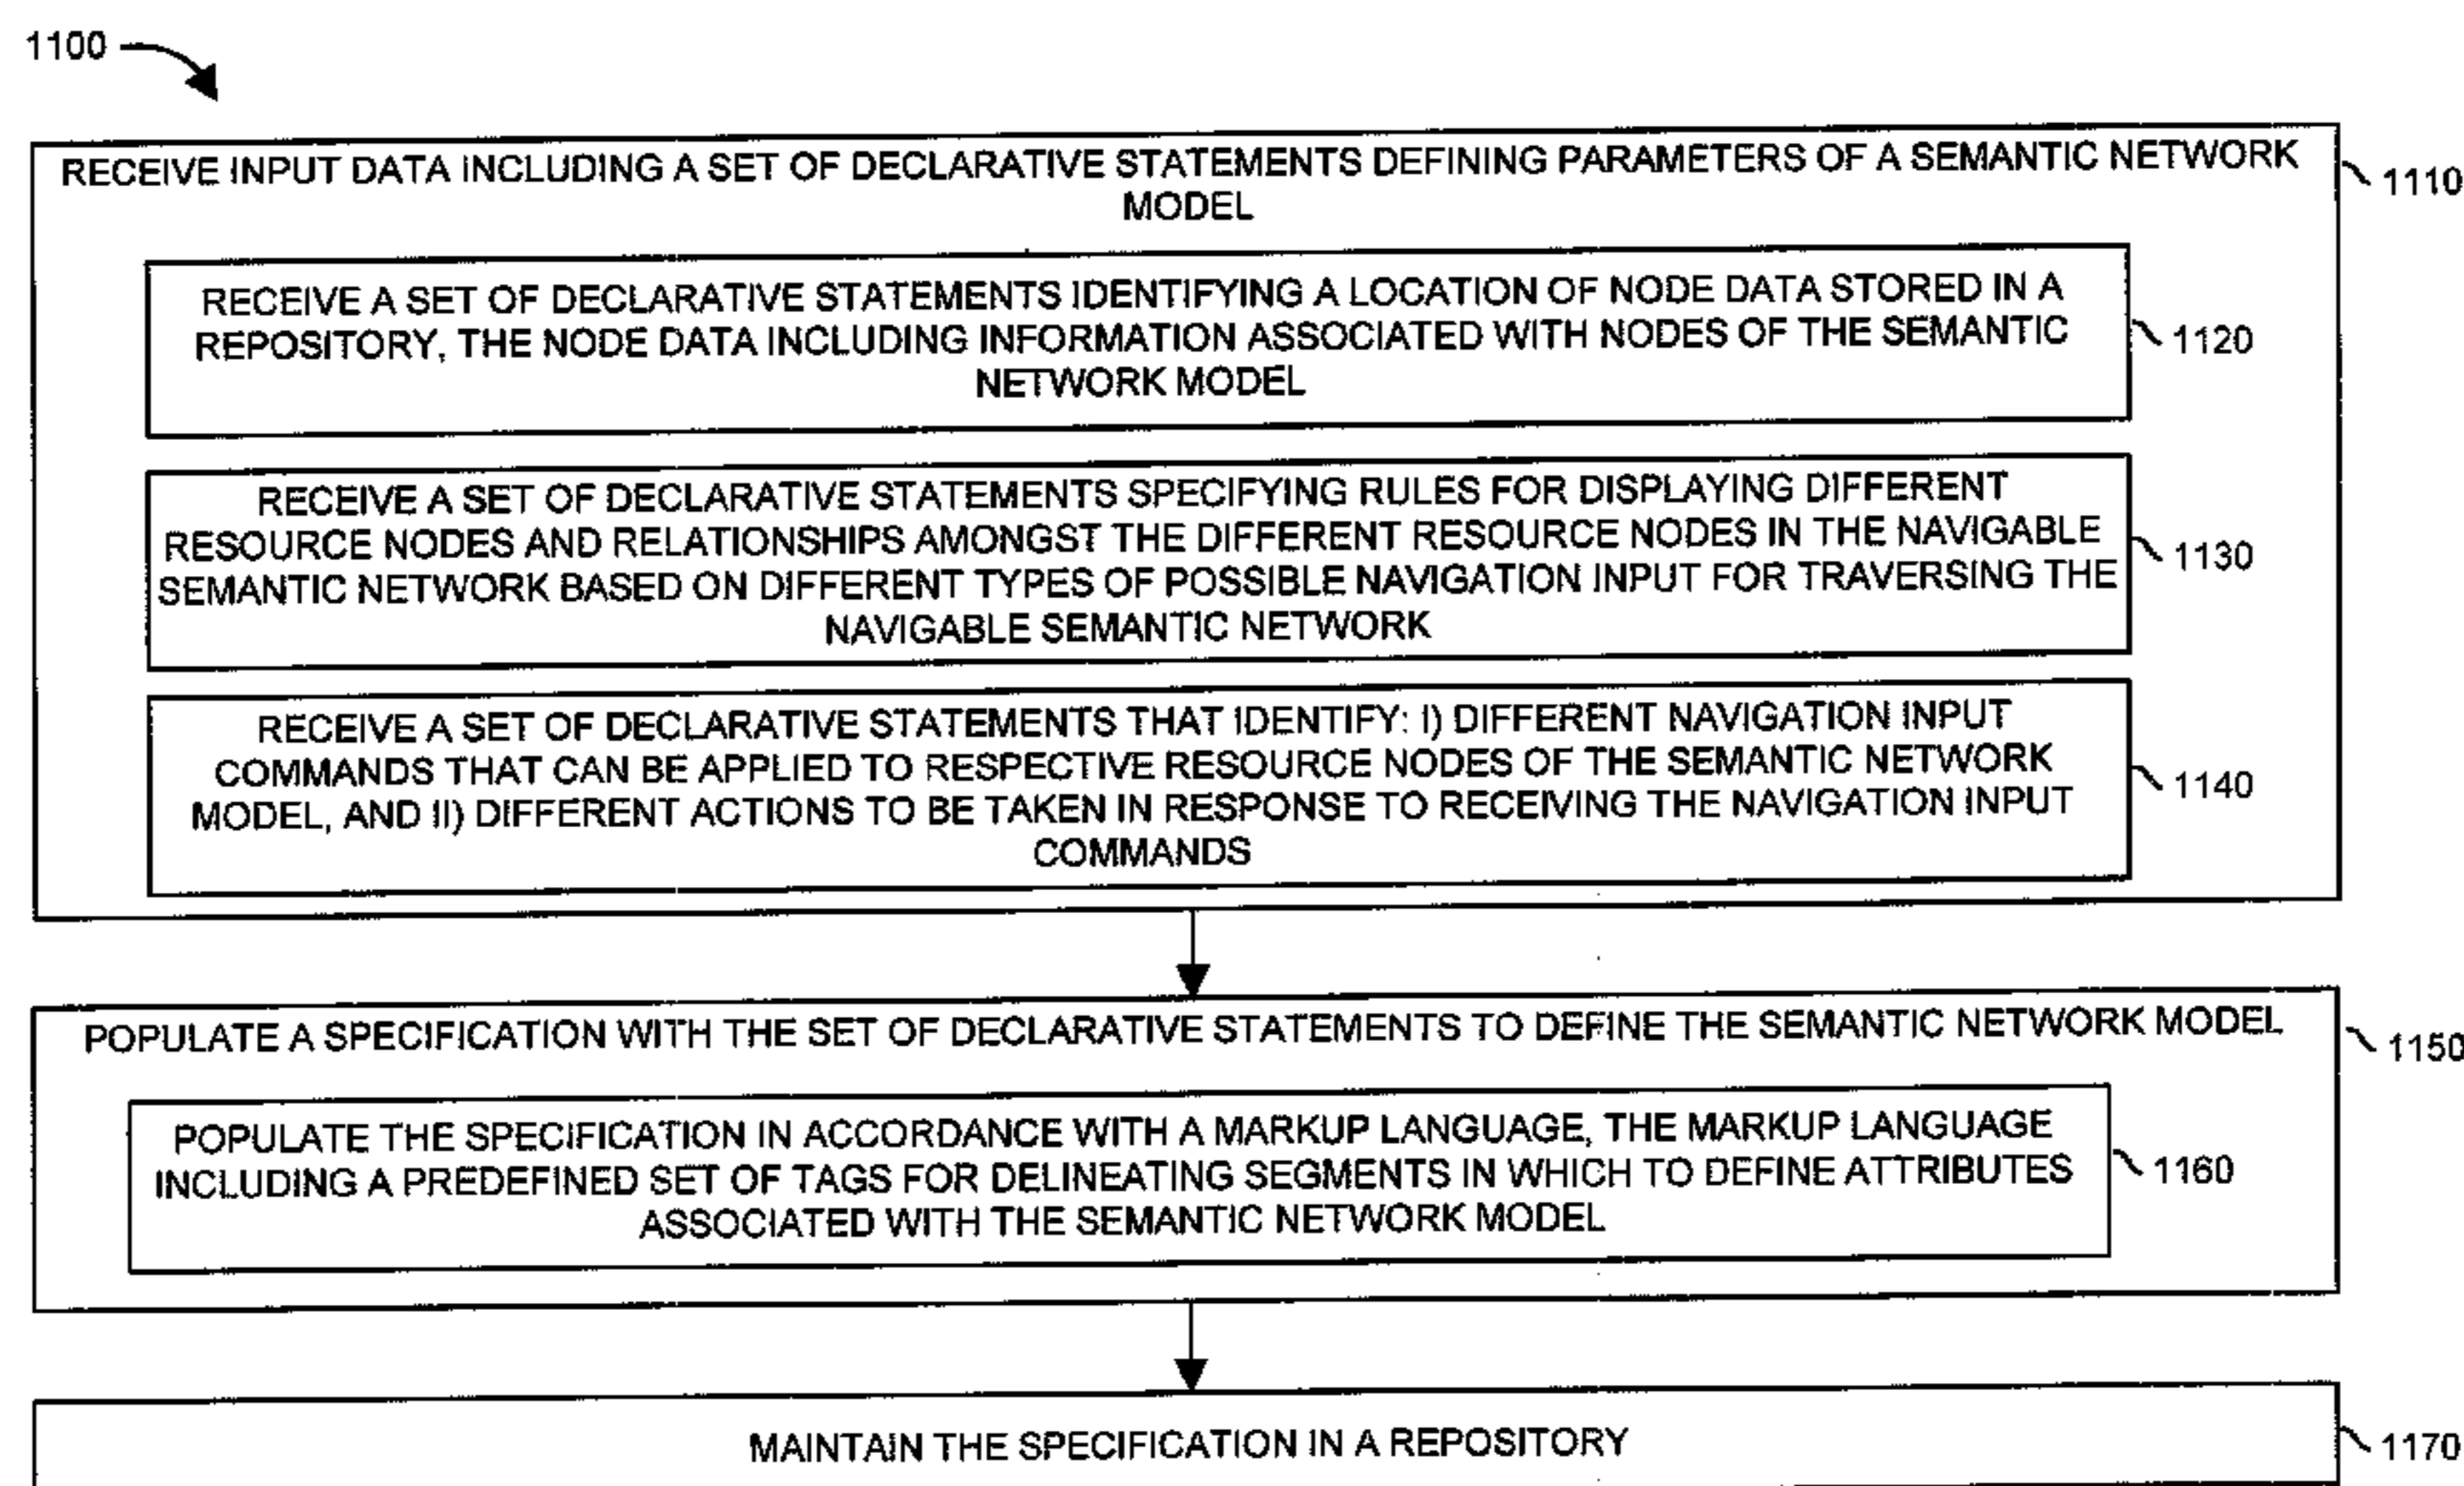 1100
RECEIVE INPUT DATA INCLUDING A SET OF DECLARATIVE STATEMENTS DEFINING PARAMETERS OF A SEMANTIC NETWORK
MODEL
1110
RECEIVE A SET OF DECLARATIVE STATEMENTS IDENTIFYING A LOCATION OF NODE DATA STORED IN A
REPOSITORY, THE NODE DATA INCLUDING INFORMATION ASSOCIATED WITH NODES OF THE SEMANTIC
NETWORK MODEL
1120
RECEIVE A SET OF DECLARATIVE STATEMENTS SPECIFYING RULES FOR DISPLAYING DIFFERENT
RESOURCE NODES AND RELATIONSHIPS AMONGST THE DIFFERENT RESOURCE NODES IN THE NAVIGABLE
SEMANTIC NETWORK BASED ON DIFFERENT TYPES OF POSSIBLE NAVIGATION INPUT FOR TRAVERSING THE
NAVIGABLE SEMANTIC NETWORK
1130
RECEIVE A SET OF DECLARATIVE STATEMENTS THAT IDENTIFY: I) DIFFERENT NAVIGATION INPUT
COMMANDS THAT CAN BE APPLIED TO RESPECTIVE RESOURCE NODES OF THE SEMANTIC NETWORK
MODEL, AND II) DIFFERENT ACTIONS TO BE TAKEN IN RESPONSE TO RECEIVING THE NAVIGATION INPUT
COMMANDS
1140
POPULATE A SPECIFICATION WITH THE SET OF DECLARATIVE STATEMENTS TO DEFINE THE SEMANTIC NETWORK MODEL
1150
POPULATE THE SPECIFICATION IN ACCORDANCE WITH A MARKUP LANGUAGE, THE MARKUP LANGUAGE
INCLUDING A PREDEFINED SET OF TAGS FOR DELINEATING SEGMENTS IN WHICH TO DEFINE ATTRIBUTES
ASSOCIATED WITH THE SEMANTIC NETWORK MODEL
1160
MAINTAIN THE SPECIFICATION IN A REPOSITORY
1170